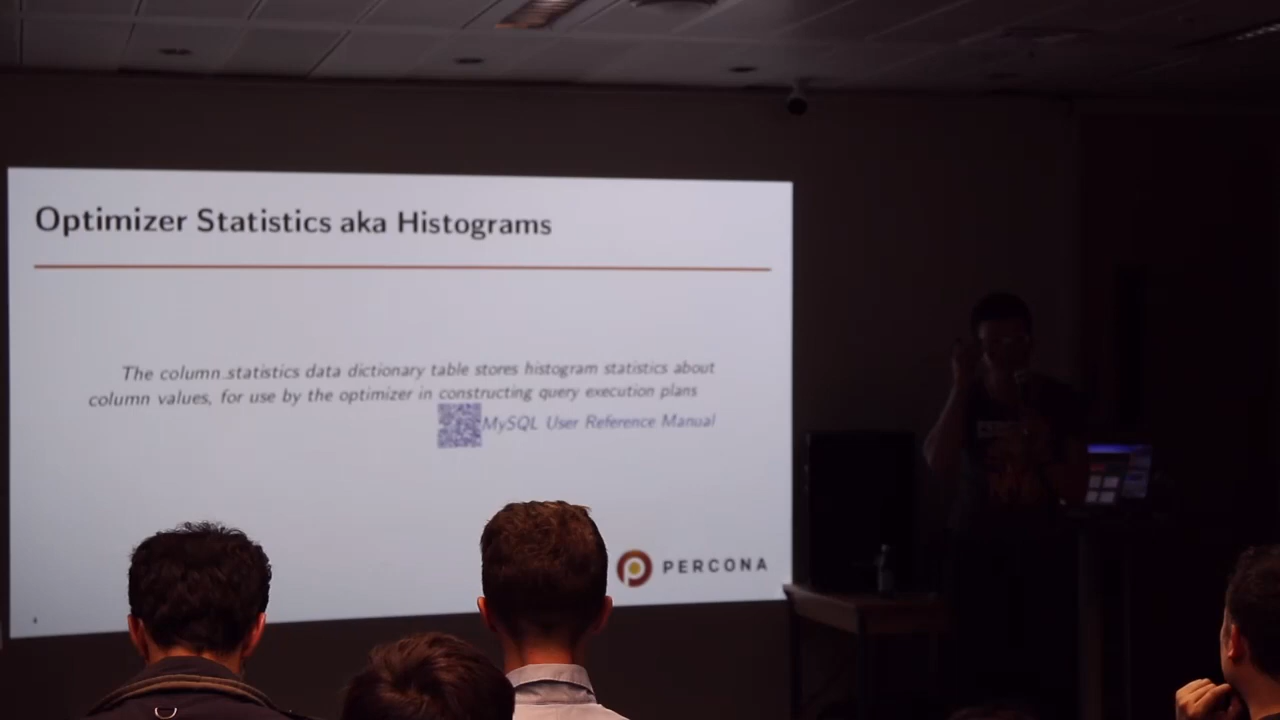 Optimizer Statistics aka Histograms
The column_statistics data dictionary table stores histogram statistics about
column values, for use by the optimizer in constructing query execution plans
MySQL User Reference Manual
PERCONA